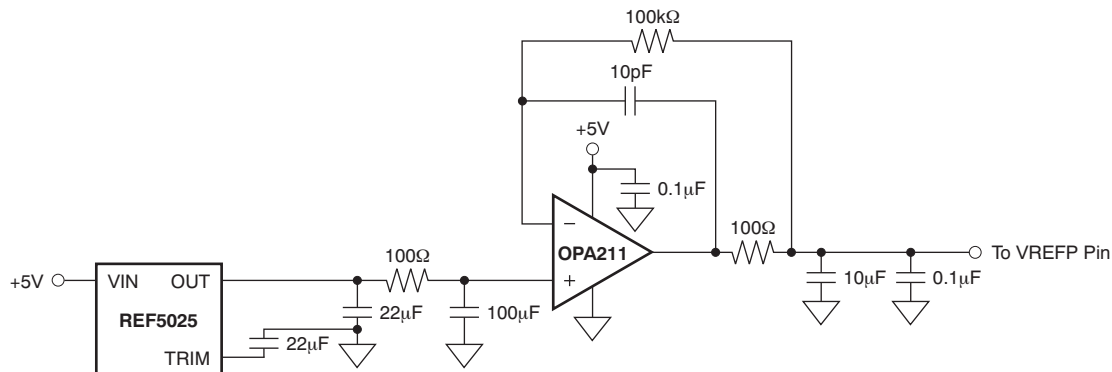 100kΩ
10pF
+5V
0.1μF
−
OPA211
+
100Ω
To VREFP Pin
10μF
0.1μF
100Ω
+5V
VIN
OUT
REF5025
TRIM
22μF
22μF
100μF